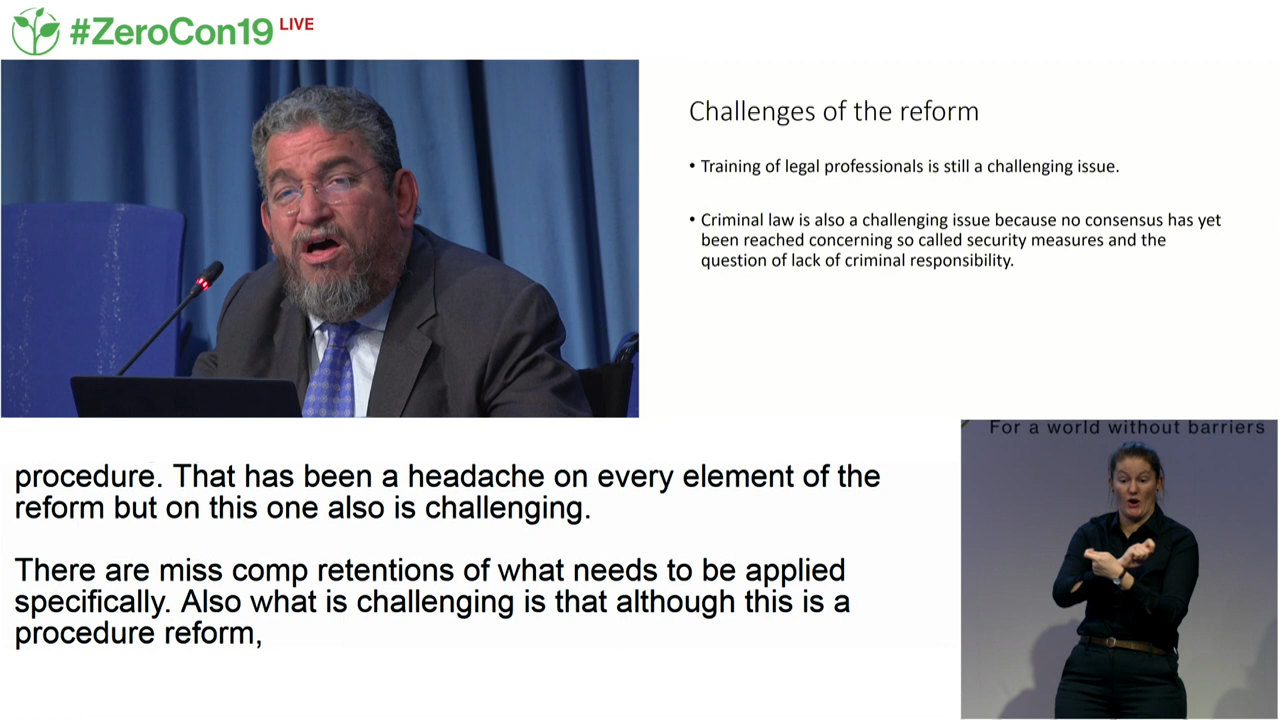 #ZeroCon19 LIVE
Challenges of the reform
• Training of legal professionals is still a challenging issue.
• Criminal law is also a challenging issue because no consensus has yet
been reached concerning so called security measures and the
question of lack of criminal responsibility.
procedure. That has been a headache on every element of the
reform but on this one also is challenging.
There are miss comp retentions of what needs to be applied
specifically. Also what is challenging is that although this is a
procedure reform,
For a world without barriers